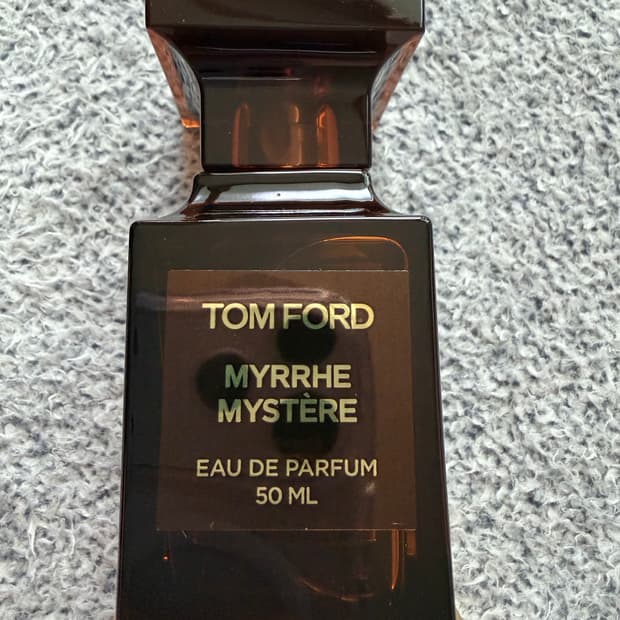 TOM FORD
MYRRHE
MYSTÈRE
EAU DE PARFUM
50 ML